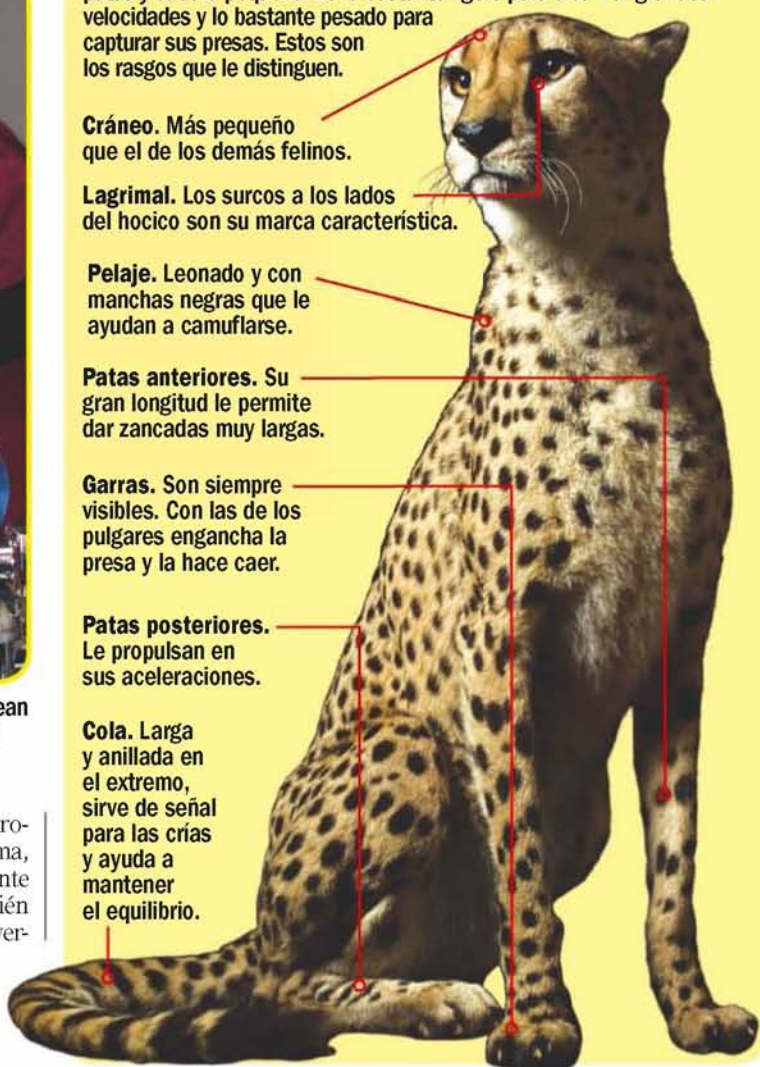 velocidades y lo bastante pesado para
capturar sus presas. Estos son
los rasgos que le distinguen.
Cráneo. Más pequeño
que el de los demás felinos.
Lagrimal. Los surcos a los lados
del hocico son su marca característica.
Pelaje. Leonado y con
manchas negras que le
ayudan a camuflarse.
Patas anteriores. Su
gran longitud le permite
dar zancadas muy largas.
Garras. Son siempre
visibles. Con las de los
pulgares engancha la
presa y la hace caer.
Patas posteriores.
Le propulsan en
sus aceleraciones.
Cola. Larga
y anillada en
el extremo,
sirve de señal
para las crías
y ayuda a
mantener
el equilibrio.
ean
ro-
ma,
nte
ién
ver-